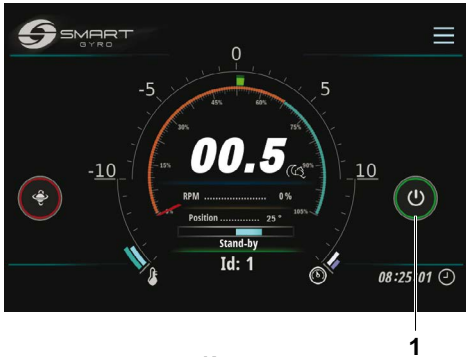 SMART
GYRO
0
-5
5
45%
60%
30%
75%
00.5
15%
90%
-10
10
RPM ...................... 0 %
0%
105%
Position ............. 25 °
Stand-by
Id: 1
08:25:01
1